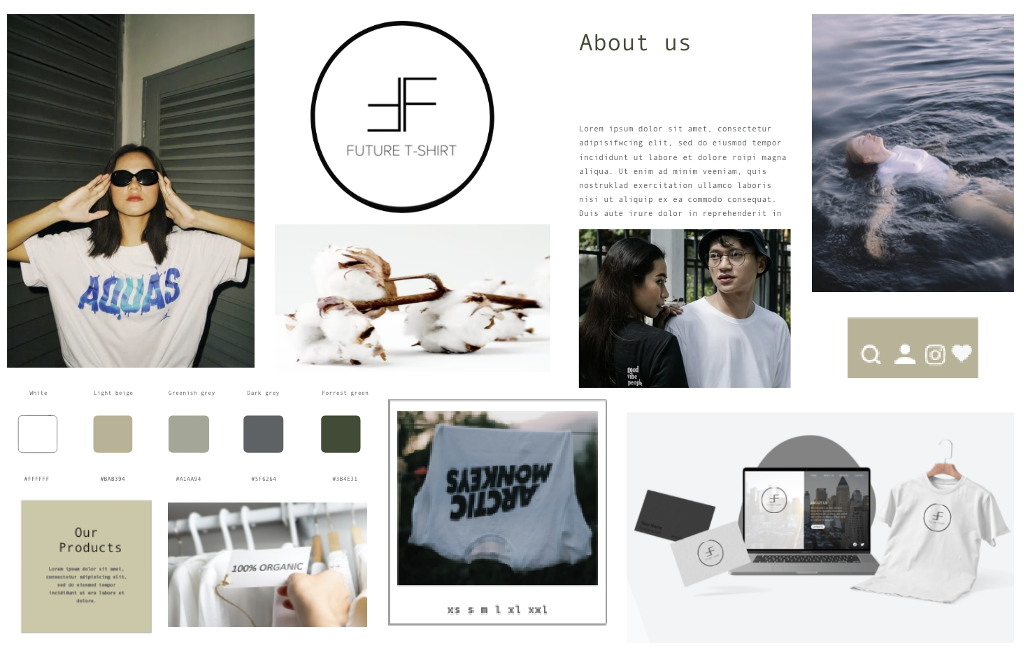 AQUAS
FUTURE T-SHIRT
About us
Lorem ipsum dolor sit amet, consectetur
adipisifwcing elit, sed do eiusmod tempor
incididunt ut labore et dolore roipi magna
aliqua. Ut enim ad minim veeniam, quis
nostruklad exercitation ullamco laboris
nisi ut aliquip ex ea commodo consequat.
Duis aute irure dolor in reprehenderit in
good
vibe
people
White
Light beige
Greenish grey
Dark grey
Forrest green
#FFFFFF
#BAB394
#A1AA94
#5F6264
#3B4E31
Our
Products
Lorem ipsum dolor sit amet,
consectetur adipiscing elit,
sed do eiusmod tempor
incididunt ut ore labore et
dolore.
100% ORGANIC
ARCTIC
MONKEYS
xs s m l xl xxl